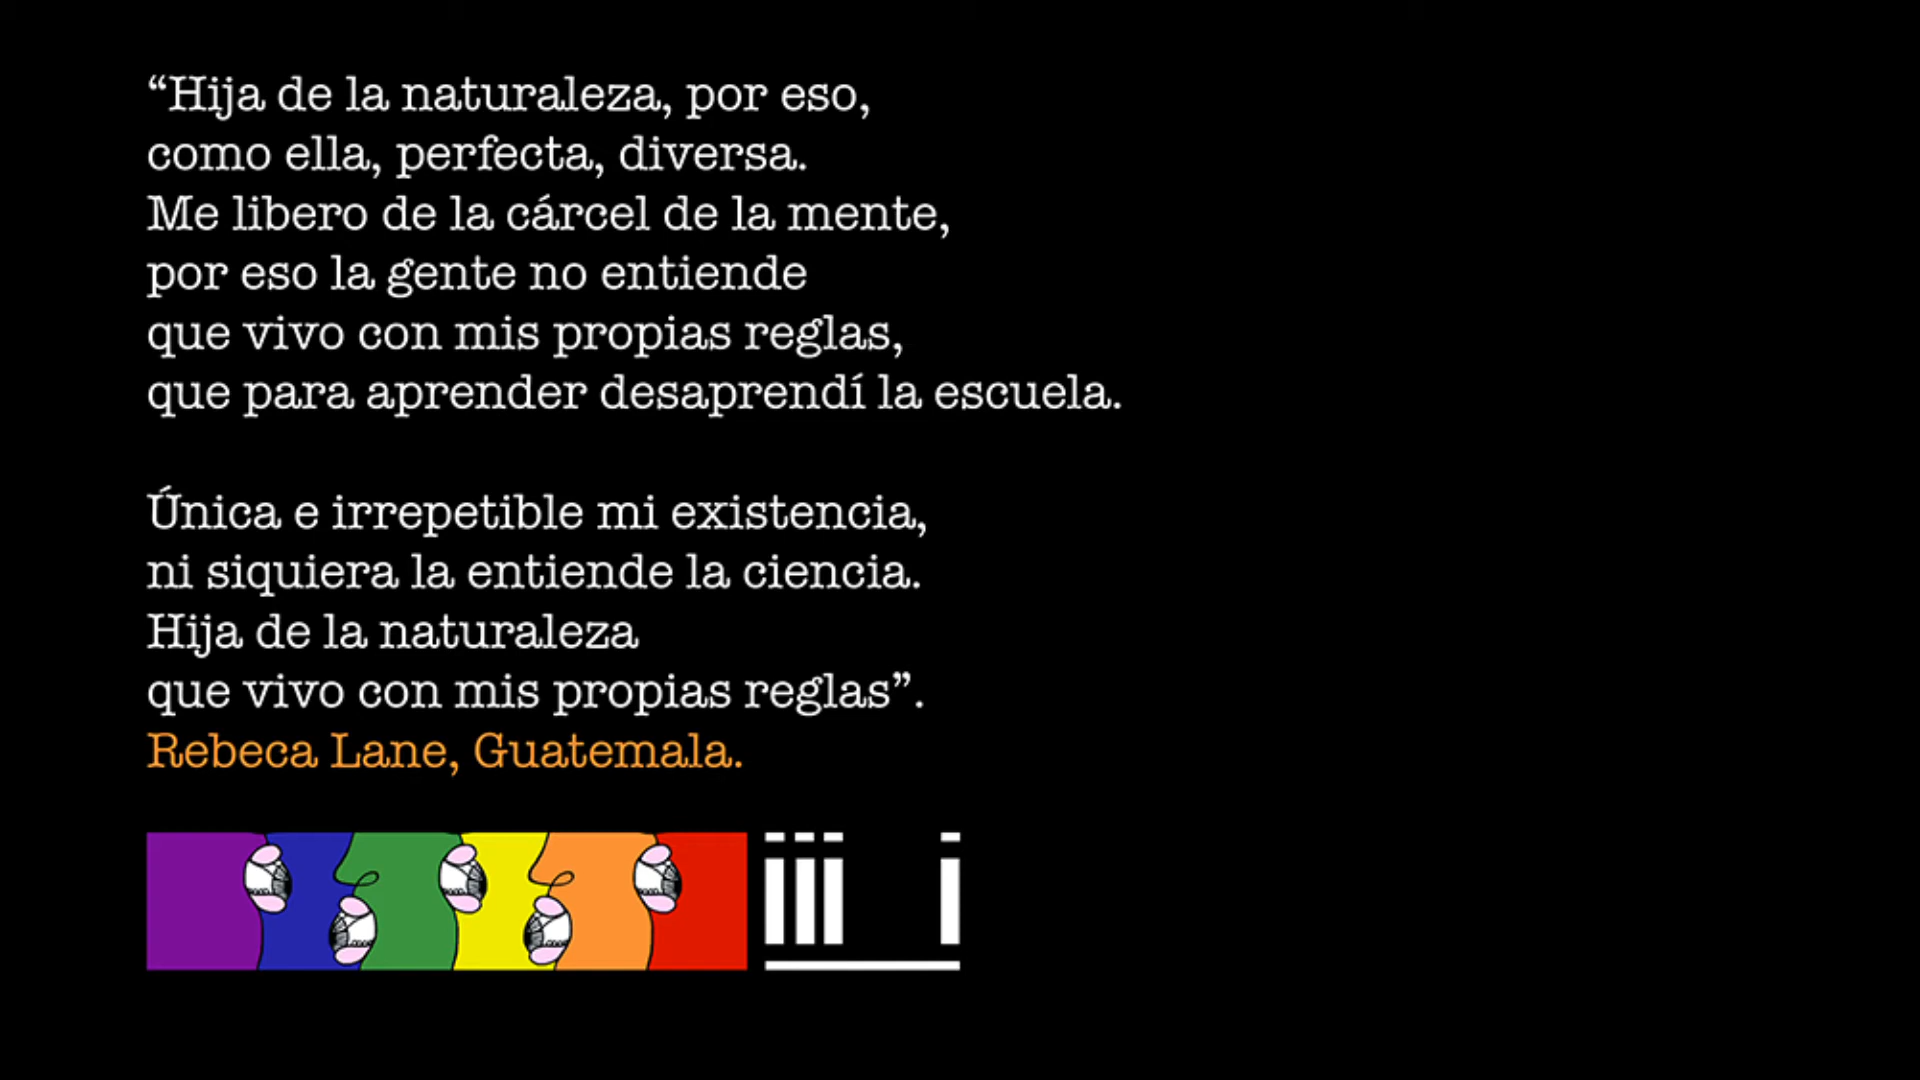 “Hija de la naturaleza, por eso,
como ella, perfecta, diversa.
Me libero de la cárcel de la mente,
por eso la gente no entiende
que vivo con mis propias reglas,
que para aprender desaprendí la escuela.
Única e irrepetible mi existencia,
ni siquiera la entiende la ciencia.
Hija de la naturaleza
que vivo con mis propias reglas”.
Rebeca Lane, Guatemala.
iii i